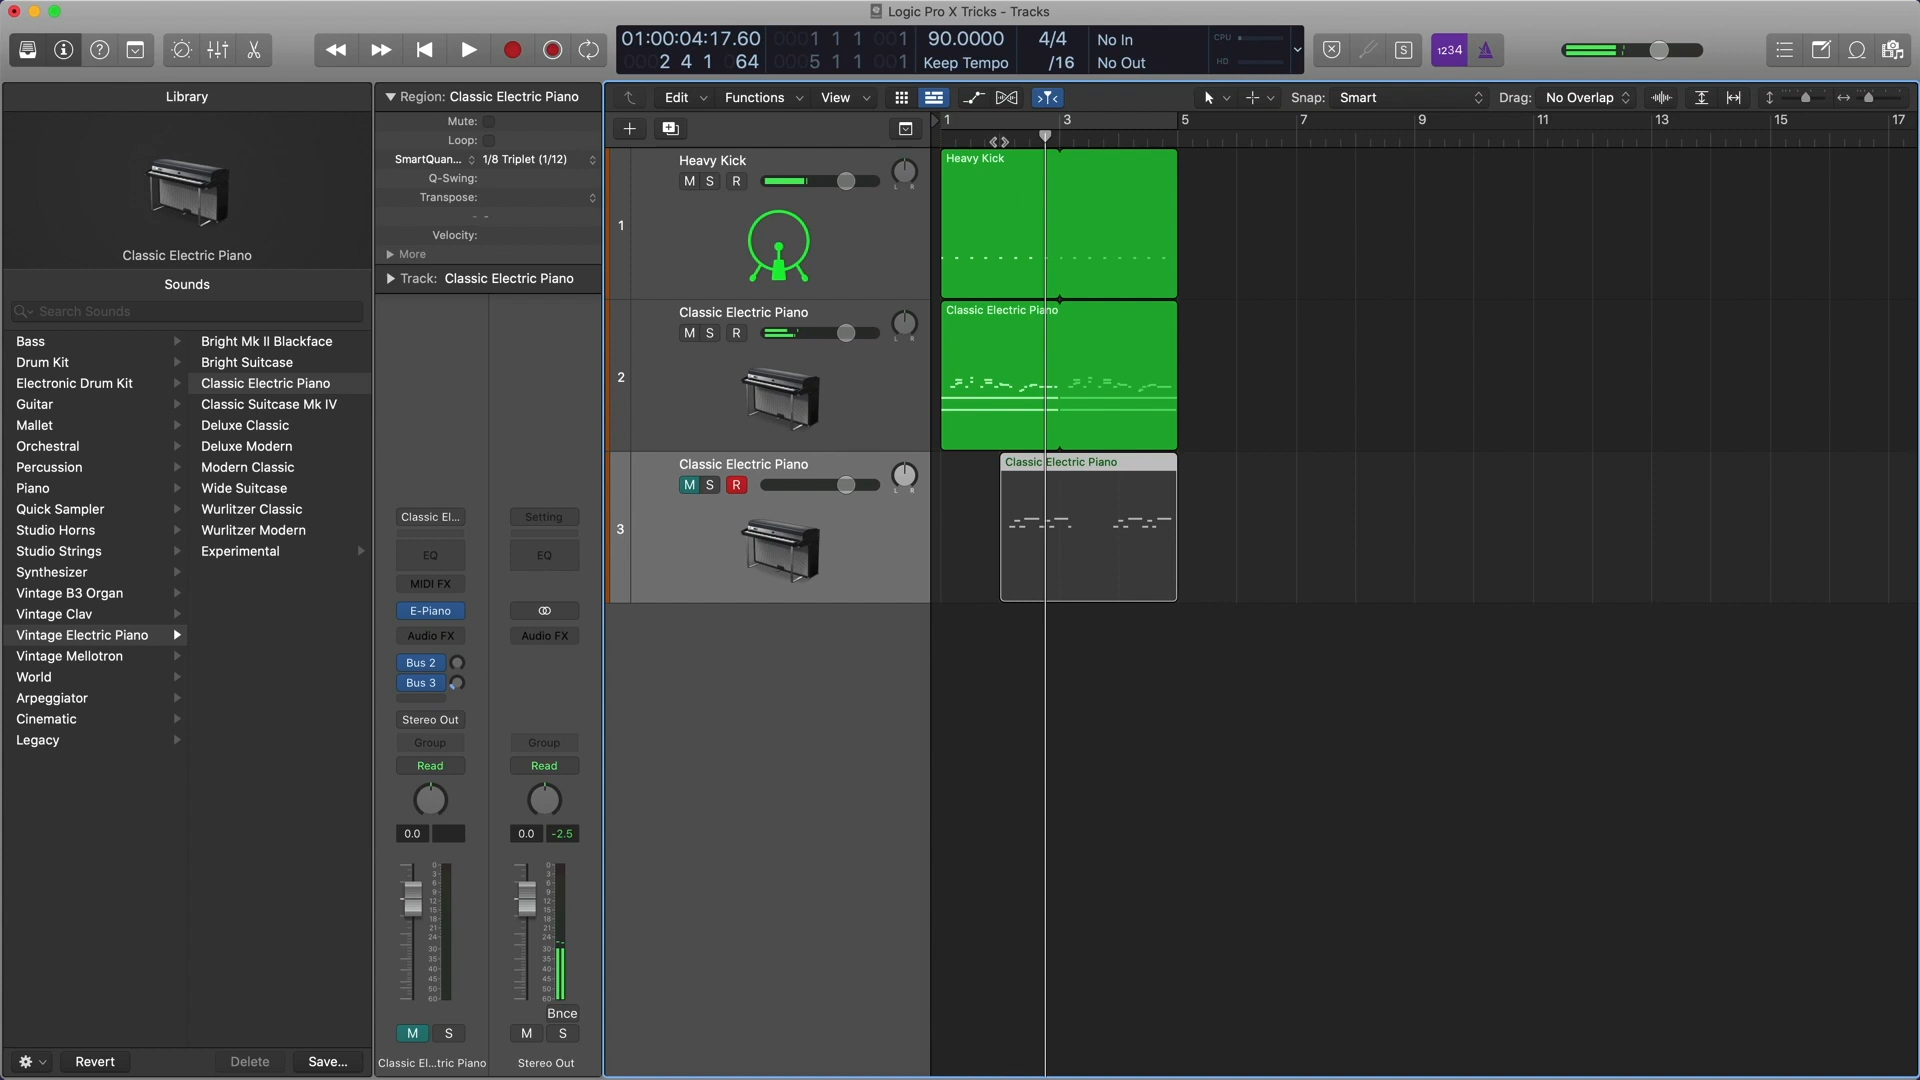 Logic Pro X Tricks - Tracks
01:00:04:17.60
0001 1 1 001
90.0000
4/4
No In
CPU
1234
0002 4 1 064
0005 1 1 001
Keep Tempo
/16
No Out
HD
Library
Region: Classic Electric Piano
Edit
Functions
View
Snap: Smart
Drag: No Overlap
Mute:
Loop:
SmartQuan... 1/8 Triplet (1/12)
Q-Swing:
Transpose:
- -
Velocity:
More
Track: Classic Electric Piano
Classic Electric Piano
Sounds
Search Sounds
Bass
Drum Kit
Electronic Drum Kit
Guitar
Mallet
Orchestral
Percussion
Piano
Quick Sampler
Studio Horns
Studio Strings
Synthesizer
Vintage B3 Organ
Vintage Clav
Vintage Electric Piano
Vintage Mellotron
World
Arpeggiator
Cinematic
Legacy
Bright Mk II Blackface
Bright Suitcase
Classic Electric Piano
Classic Suitcase Mk IV
Deluxe Classic
Deluxe Modern
Modern Classic
Wide Suitcase
Wurlitzer Classic
Wurlitzer Modern
Experimental
Revert
Delete
Save...
Classic El...
Setting
EQ
EQ
MIDI FX
E-Piano
Audio FX
Audio FX
Bus 2
Bus 3
Stereo Out
Group
Group
Read
Read
0.0
0.0 -2.5
Bnce
M S
M S
Classic El...tric Piano
Stereo Out
1 3 5 7 9 11 13 15 17
1
Heavy Kick
M S R
L R
Heavy Kick
2
Classic Electric Piano
M S R
L R
Classic Electric Piano
3
Classic Electric Piano
M S R
L R
Classic Electric Piano